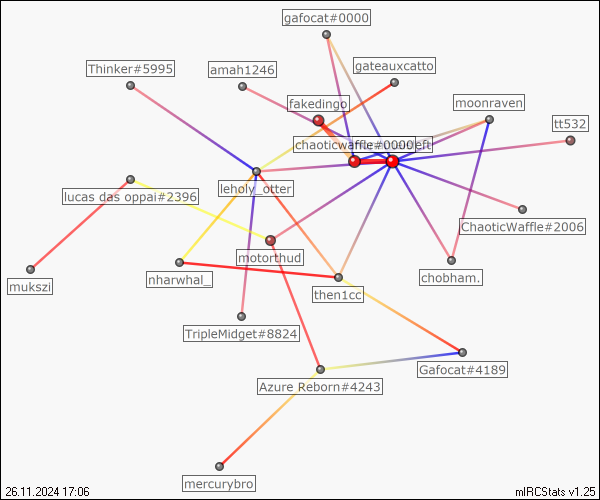 gafocat#0000
Thinker#5995
amah1246
gateauxcatto
fakedingo
moonraven
tt532
chaoticwaffle#0000
left
leholy_otter
lucas das oppai#2396
ChaoticWaffle#2006
motorthud
mukszi
nharwhal_
then1cc
chobham.
TripleMidget#8824
Gafocat#4189
Azure Reborn#4243
mercurybro
26.11.2024 17:06
mIRCStats v1.25